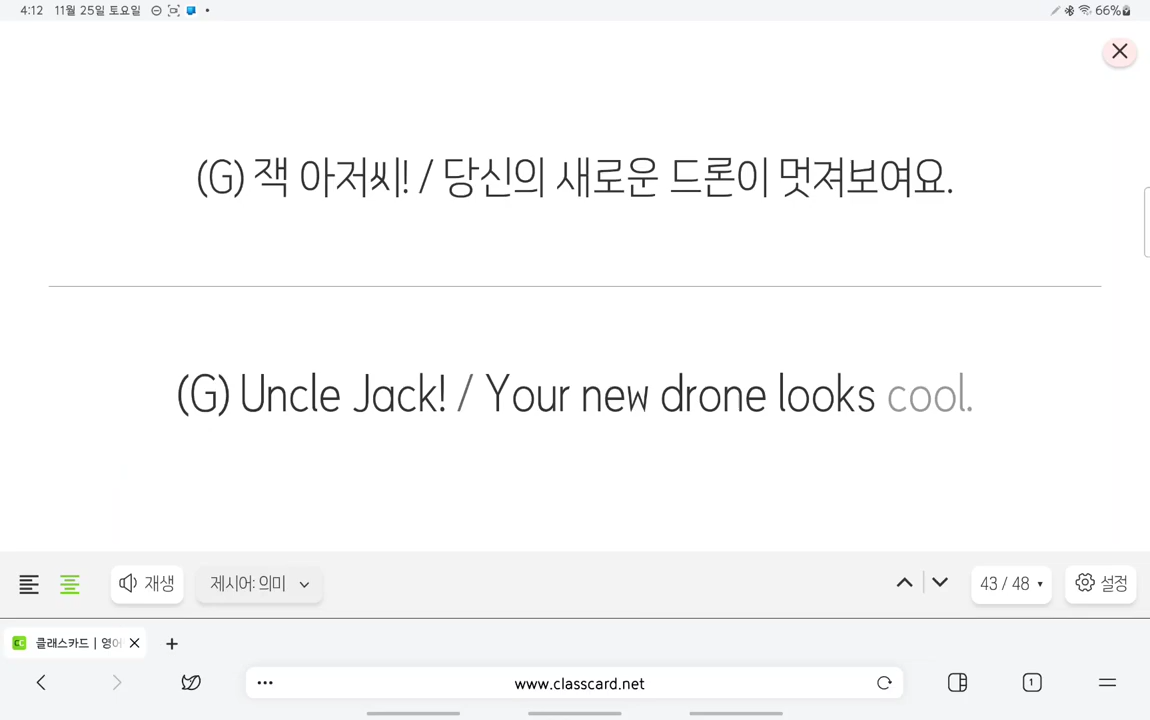 4:12 11월 25일 토요일
66%
(G) 잭 아저씨! / 당신의 새로운 드론이 멋져보여요.
(G) Uncle Jack! / Your new drone looks cool.
재생 제시어: 의미 43 / 48 설정
클래스카드 | 영어
www.classcard.net 1